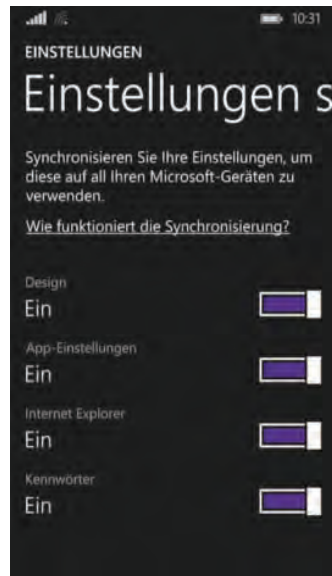 10:31
EINSTELLUNGEN
Einstellungen s
Synchronisieren Sie Ihre Einstellungen, um
diese auf all Ihren Microsoft-Geräten zu
verwenden.
Wie funktioniert die Synchronisierung?
Design
Ein
App-Einstellungen
Ein
Internet Explorer
Ein
Kennwörter
Ein